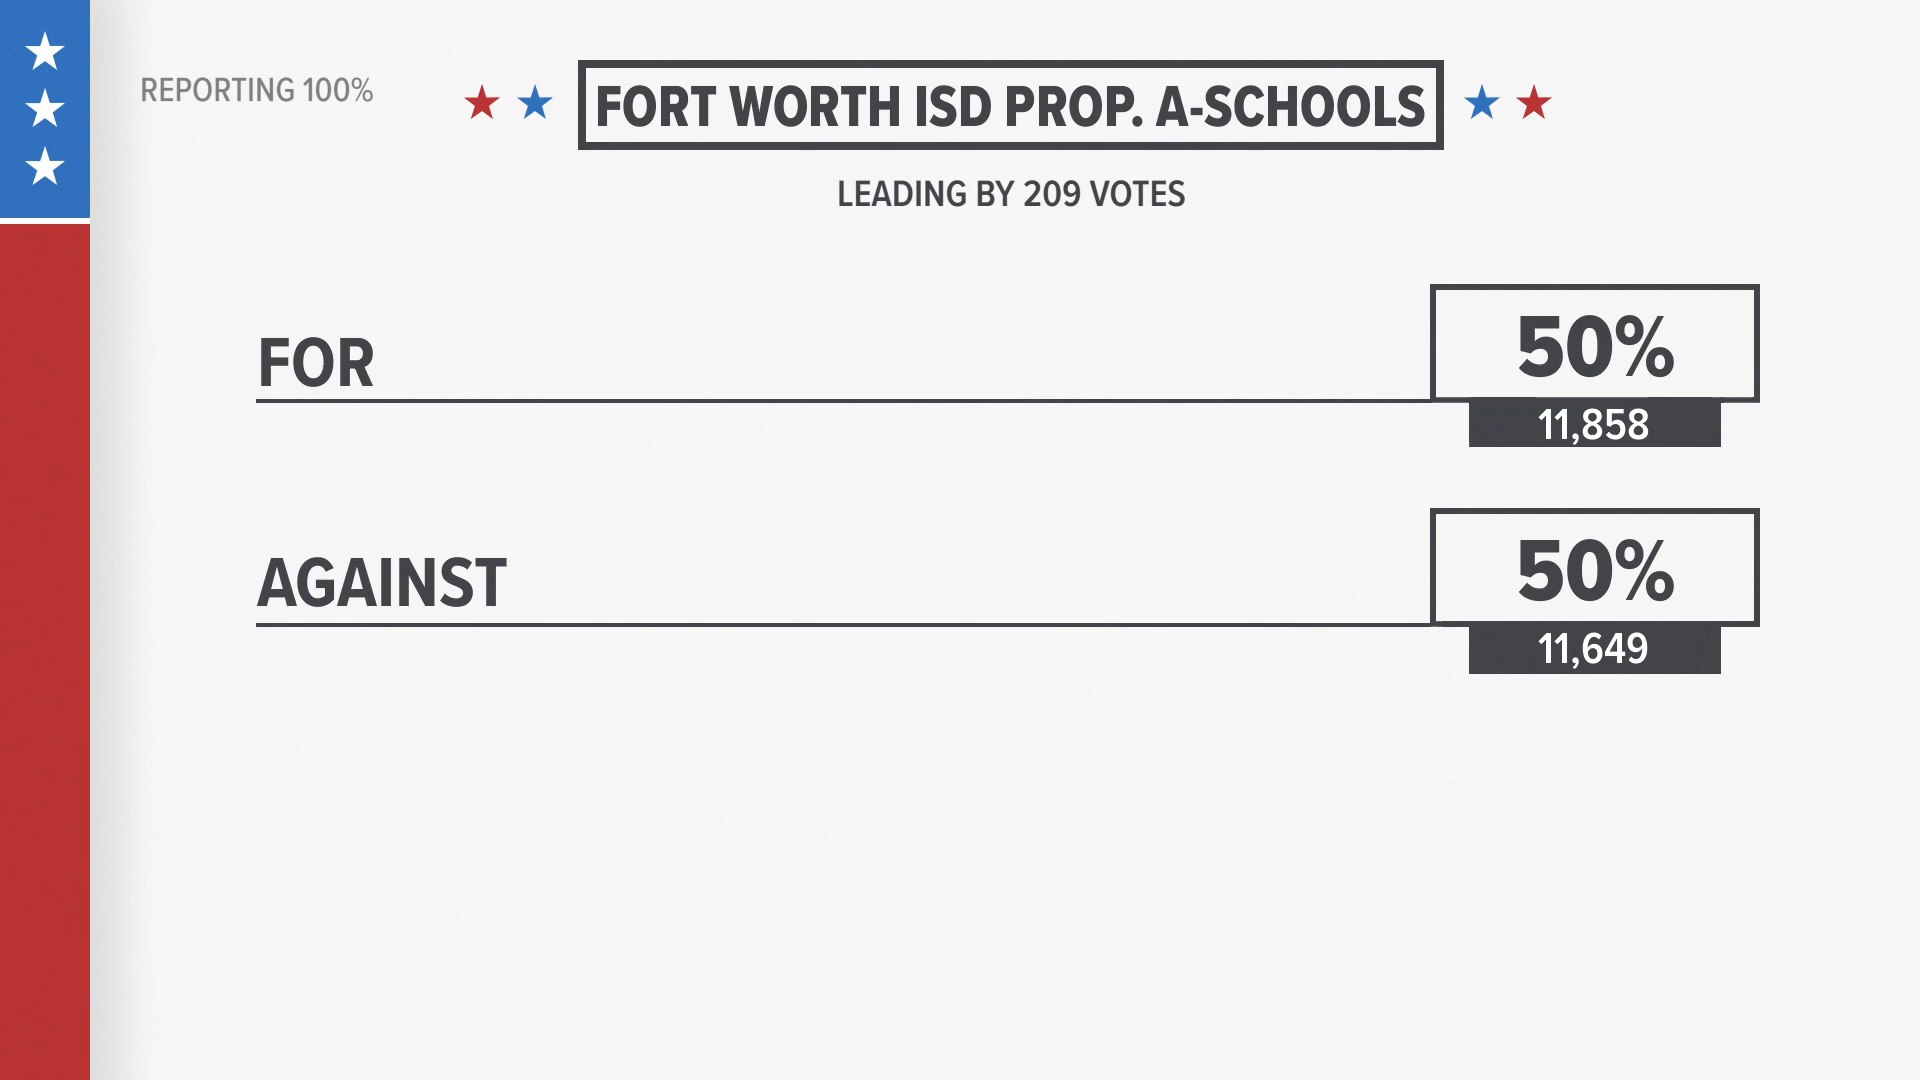 REPORTING 100%
FORT WORTH ISD PROP. A-SCHOOLS
LEADING BY 209 VOTES
FOR
50%
11,858
AGAINST
50%
11,649